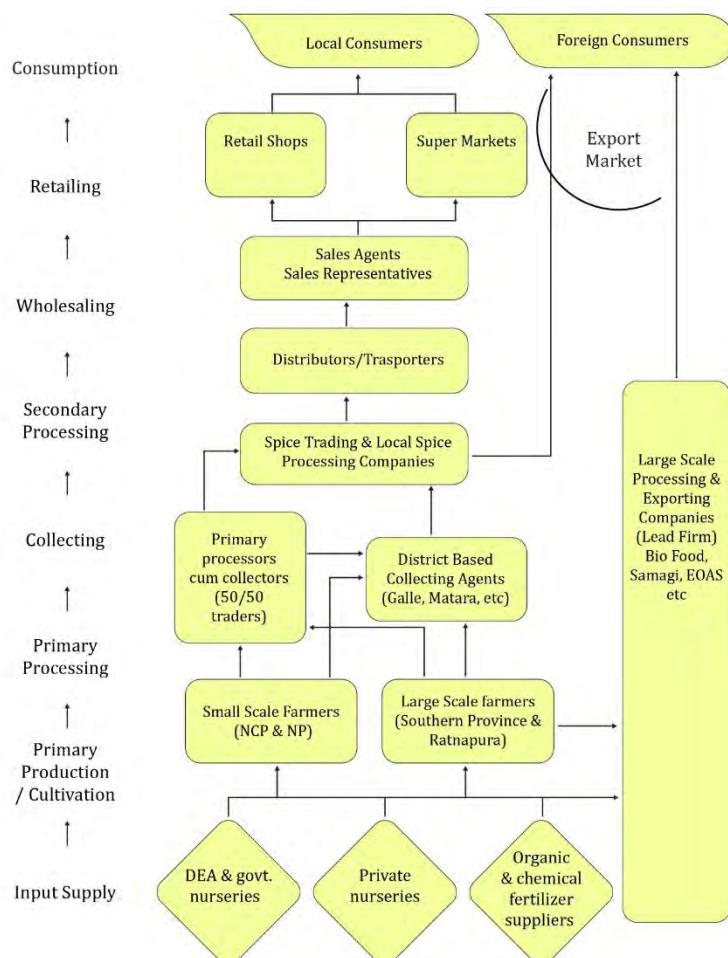 Local Consumers
Foreign Consumers
Consumption
Retail Shops
Super Markets
Export
Market
Retailing
Sales Agents
Sales Representatives
Wholesaling
Distributors/Trasporters
Secondary
Processing
Spice Trading & Local Spice
Processing Companies
Large Scale
Processing &
Exporting
Companies
(Lead Firm)
Bio Food,
Samagi, EOAS
etc
Collecting
Primary
processors
cum collectors
(50/50
traders)
District Based
Collecting Agents
(Galle, Matara, etc)
Primary
Processing
Small Scale Farmers
(NCP & NP)
Large Scale farmers
(Southern Province &
Ratnapura)
Primary
Production
/ Cultivation
Input Supply
DEA & govt.
nurseries
Private
nurseries
Organic
& chemical
fertilizer
suppliers